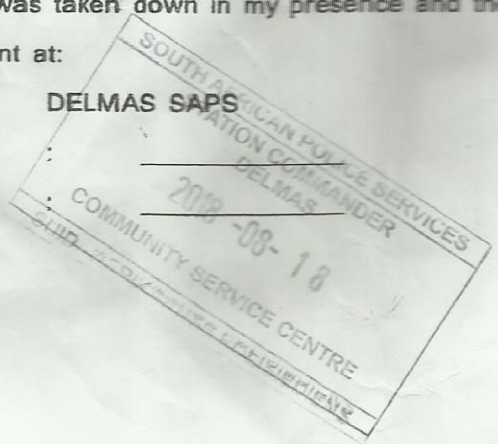 was taken down in my presence and th
nt at:
DELMAS SAPS
:
:
SOUTH AFRICAN POLICE SERVICES
STATION COMMANDER
DELMAS
2018 -08- 18
COMMUNITY SERVICE CENTRE
SUID